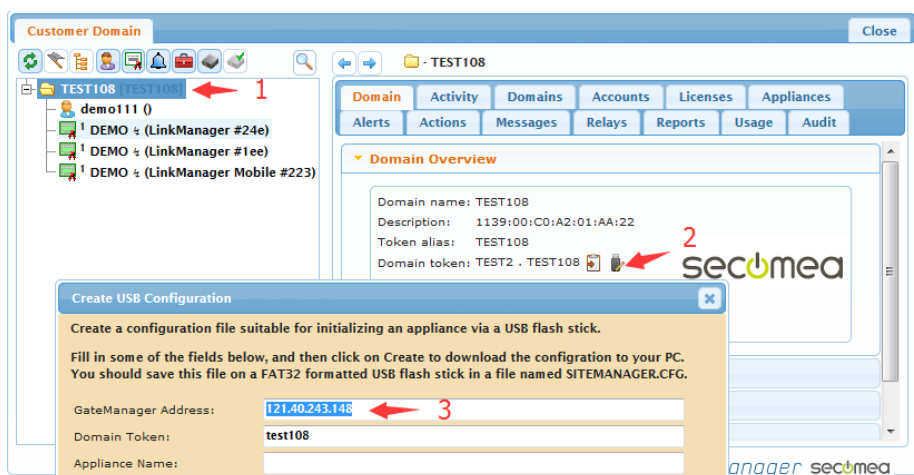 Customer Domain
Close
TEST108 [TEST108]
1
demo111 ()
1 DEMO (LinkManager #24e)
1 DEMO (LinkManager #1ee)
1 DEMO (LinkManager Mobile #223)
- TEST108
Domain Activity Domains Accounts Licenses Appliances
Alerts Actions Messages Relays Reports Usage Audit
Domain Overview
Domain name: TEST108
Description: 1139:00:C0:A2:01:AA:22
Token alias: TEST108
Domain token: TEST2 . TEST108
2
secomea
Create USB Configuration
Create a configuration file suitable for initializing an appliance via a USB flash stick.
Fill in some of the fields below, and then click on Create to download the configration to your PC.
You should save this file on a FAT32 formatted USB flash stick in a file named SITEMANAGER.CFG.
GateManager Address: 121.40.243.148
3
Domain Token: test108
Appliance Name:
secomea